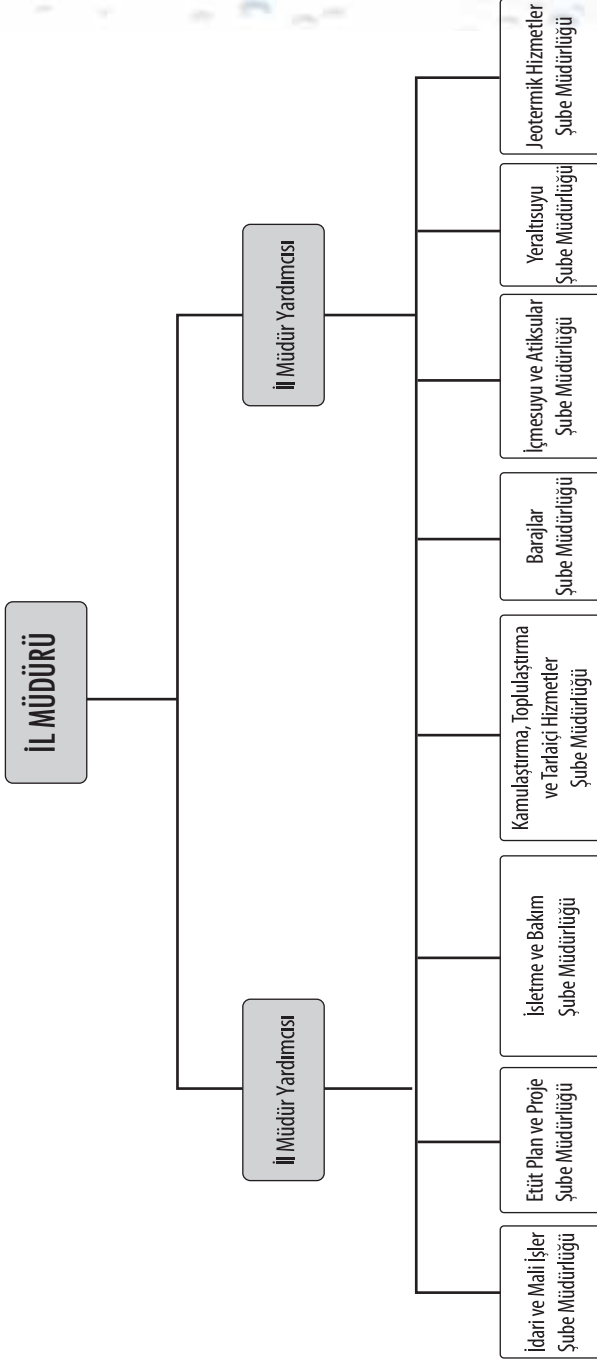 İL MÜDÜRÜ
İl Müdür Yardımcısı
İl Müdür Yardımcısı
İdari ve Mali İşler
Şube Müdürlüğü
Etüt Plan ve Proje
Şube Müdürlüğü
İsletme ve Bakım
Şube Müdürlüğü
Kamulaştırma, Toplulaştırma
ve Tarlaiçi Hizmetler
Şube Müdürlüğü
Barajlar
Şube Müdürlüğü
İçmesuyu ve Atiksular
Şube Müdürlüğü
Yeraltısuyu
Şube Müdürlüğü
Jeotermik Hizmetler
Şube Müdürlüğü